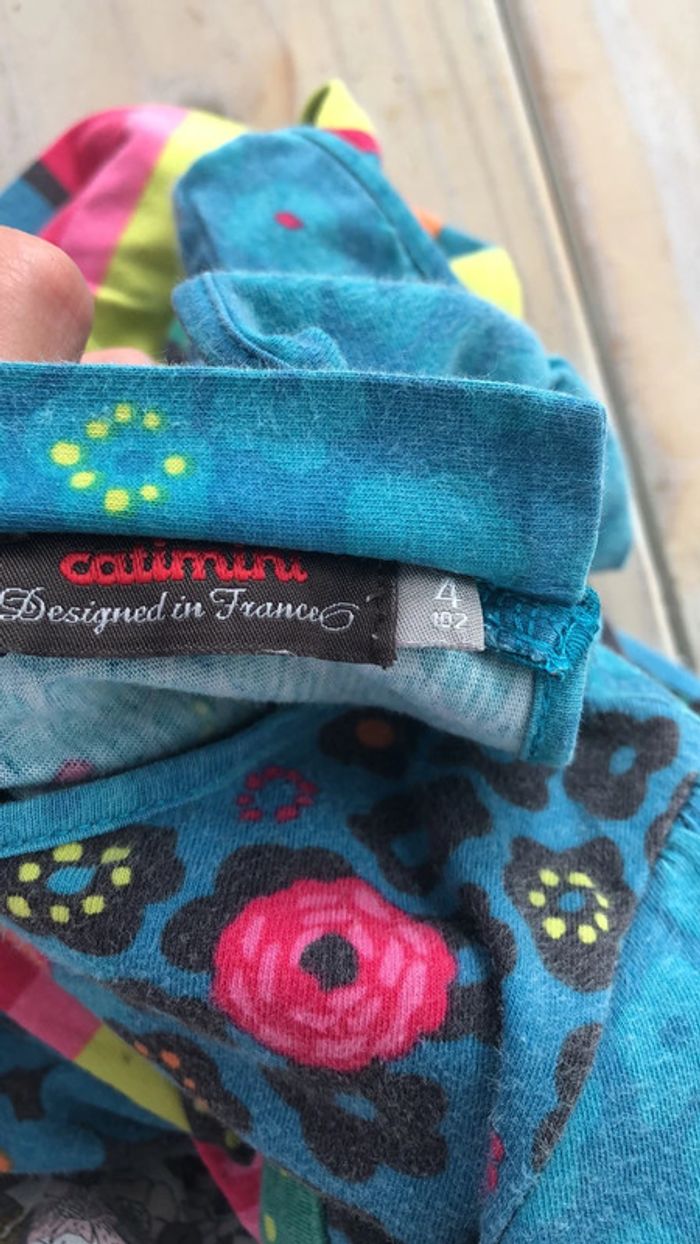 catimini
Designed in France
4
102